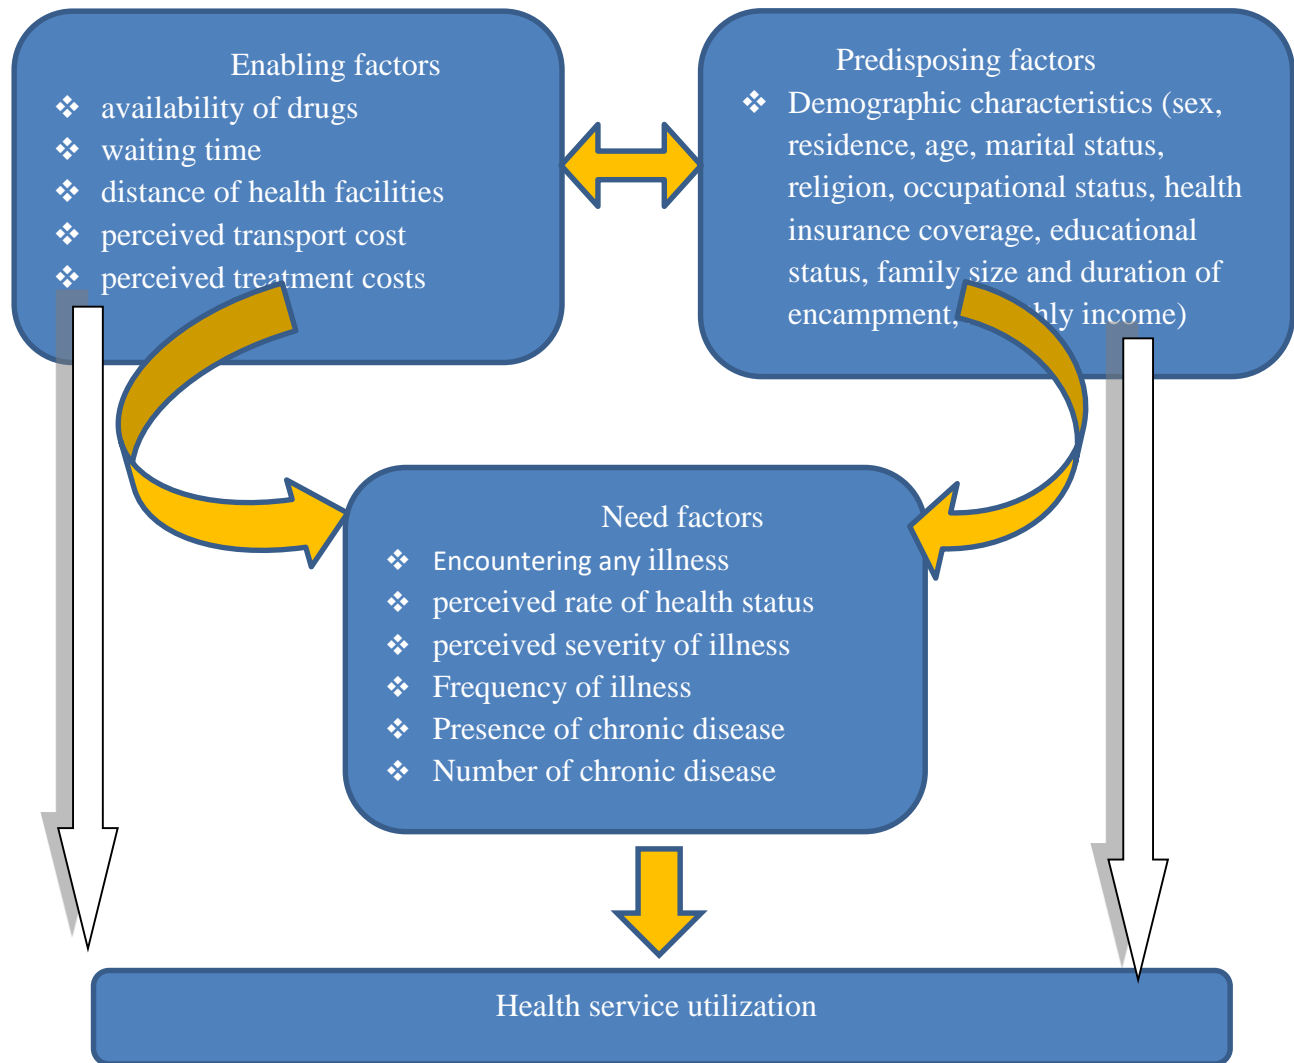 Enabling factors
❖ availability of drugs
❖ waiting time
❖ distance of health facilities
❖ perceived transport cost
❖ perceived treatment costs
Predisposing factors
❖ Demographic characteristics (sex,
residence, age, marital status,
religion, occupational status, health
insurance coverage, educational
status, family size and duration of
encampment, income)
Need factors
❖ Encountering any illness
❖ perceived rate of health status
❖ perceived severity of illness
❖ Frequency of illness
❖ Presence of chronic disease
❖ Number of chronic disease
Health service utilization